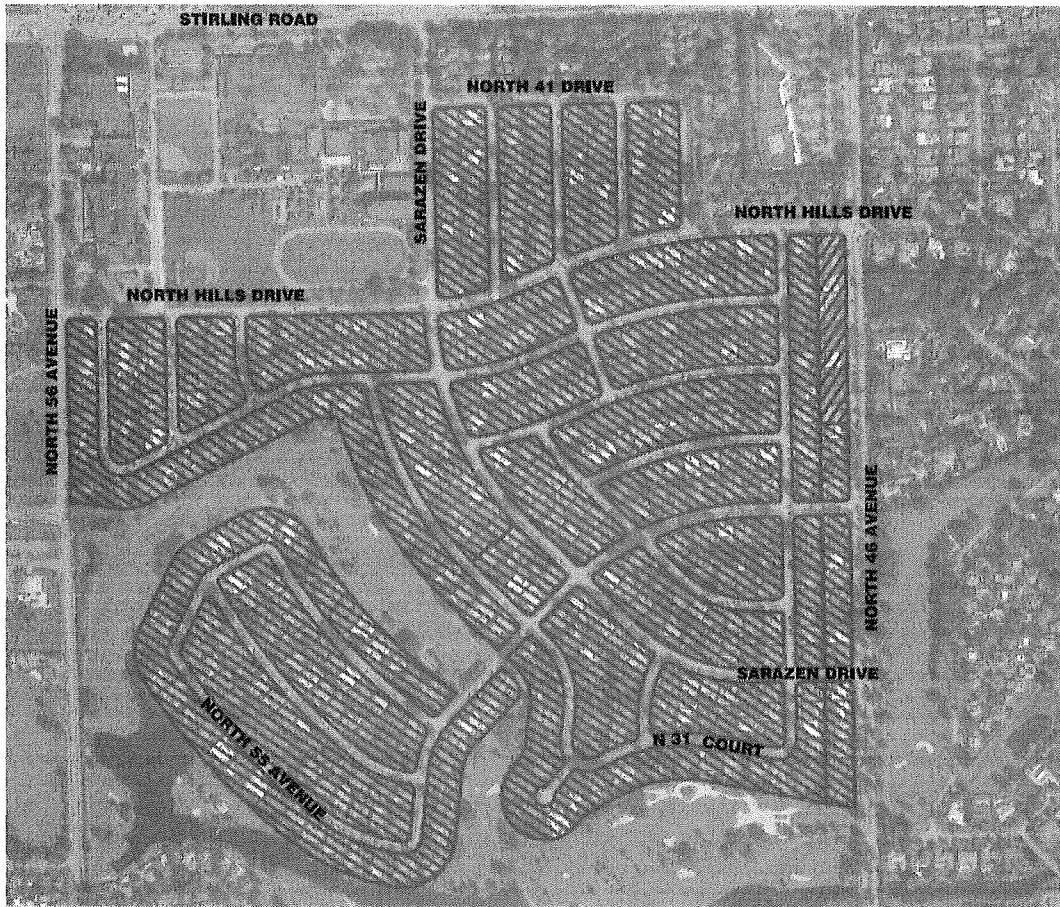 STIRLING ROAD
NORTH 41 DRIVE
SARAZEN DRIVE
NORTH HILLS DRIVE
NORTH HILLS DRIVE
NORTH 56 AVENUE
NORTH 46 AVENUE
SARAZEN DRIVE
NORTH 55 AVENUE
N 31 COURT